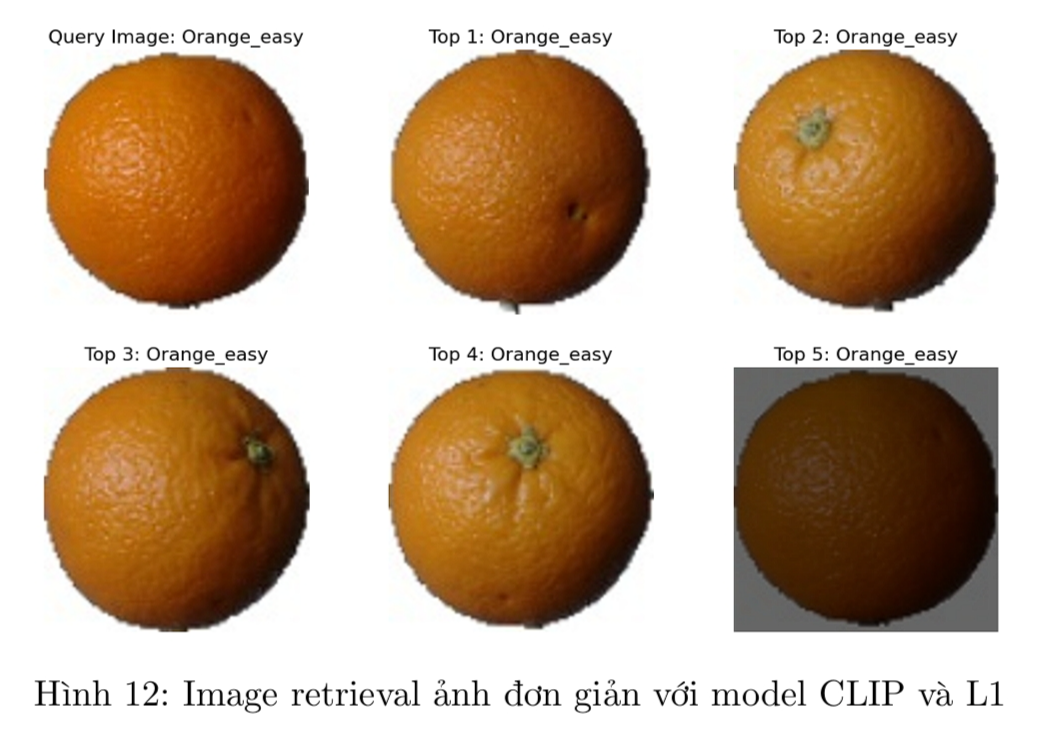 Query Image: Orange_easy
Top 1: Orange_easy
Top 2: Orange_easy
Top 3: Orange_easy
Top 4: Orange_easy
Top 5: Orange_easy
Hình 12: Image retrieval ảnh đơn giản với model CLIP và L1